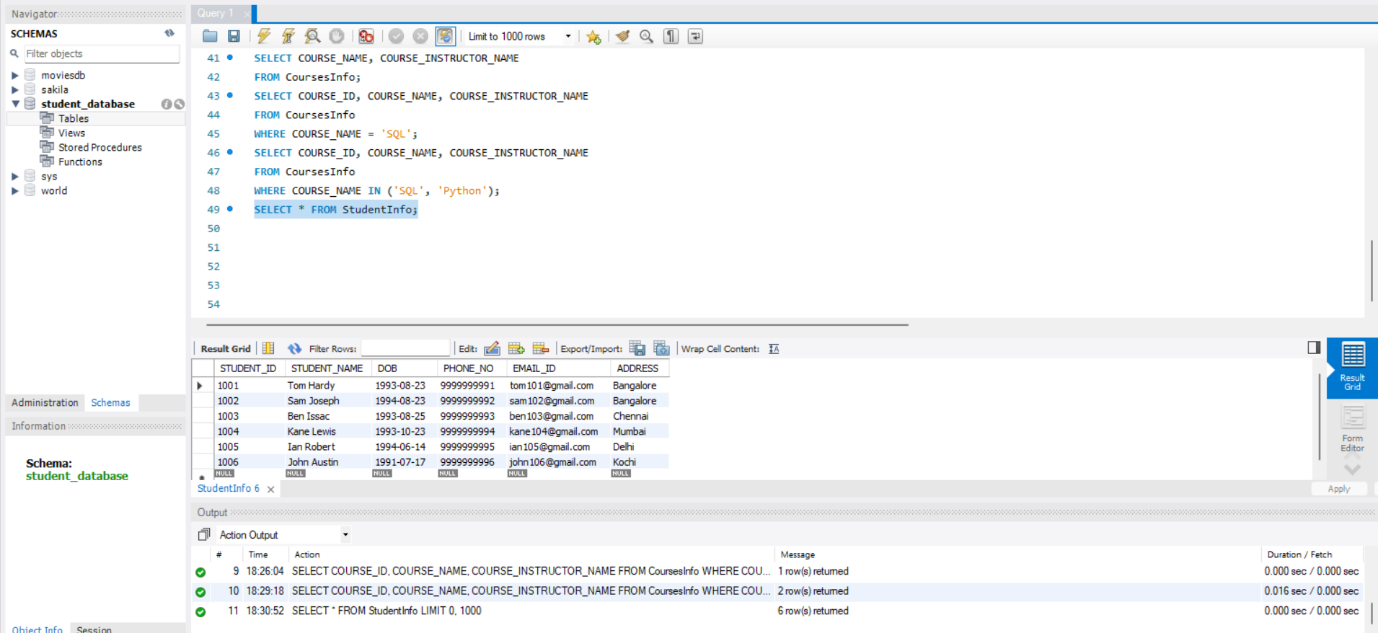 Navigator
SCHEMAS
Filter objects
moviesdb
sakila
student_database
Tables
Views
Stored Procedures
Functions
sys
world
Administration Schemas
Information
Schema:
student_database
Object Info Session
Query 1
Limit to 1000 rows
41 SELECT COURSE_NAME, COURSE_INSTRUCTOR_NAME
42 FROM CoursesInfo;
43 SELECT COURSE_ID, COURSE_NAME, COURSE_INSTRUCTOR_NAME
44 FROM CoursesInfo
45 WHERE COURSE_NAME = 'SQL';
46 SELECT COURSE_ID, COURSE_NAME, COURSE_INSTRUCTOR_NAME
47 FROM CoursesInfo
48 WHERE COURSE_NAME IN ('SQL', 'Python');
49 SELECT * FROM StudentInfo;
50
51
52
53
54
Result Grid Filter Rows: Edit: Export/Import: Wrap Cell Content: IA
STUDENT_ID STUDENT_NAME DOB PHONE_NO EMAIL_ID ADDRESS
1001 Tom Hardy 1993-08-23 9999999991 tom101@gmail.com Bangalore
1002 Sam Joseph 1994-08-23 9999999992 sam102@gmail.com Bangalore
1003 Ben Issac 1993-08-25 9999999993 ben103@gmail.com Chennai
1004 Kane Lewis 1993-10-23 9999999994 kane104@gmail.com Mumbai
1005 Ian Robert 1994-06-14 9999999995 ian105@gmail.com Delhi
1006 John Austin 1991-07-17 9999999996 john106@gmail.com Kochi
NULL NULL NULL NULL NULL NULL
Result
Grid
Form
Editor
StudentInfo 6
Apply
Output
Action Output
# Time Action Message Duration / Fetch
9 18:26:04 SELECT COURSE_ID, COURSE_NAME, COURSE_INSTRUCTOR_NAME FROM CoursesInfo WHERE COU... 1 row(s) returned 0.000 sec / 0.000 sec
10 18:29:18 SELECT COURSE_ID, COURSE_NAME, COURSE_INSTRUCTOR_NAME FROM CoursesInfo WHERE COU... 2 row(s) returned 0.016 sec / 0.000 sec
11 18:30:52 SELECT * FROM StudentInfo LIMIT 0, 1000 6 row(s) returned 0.000 sec / 0.000 sec